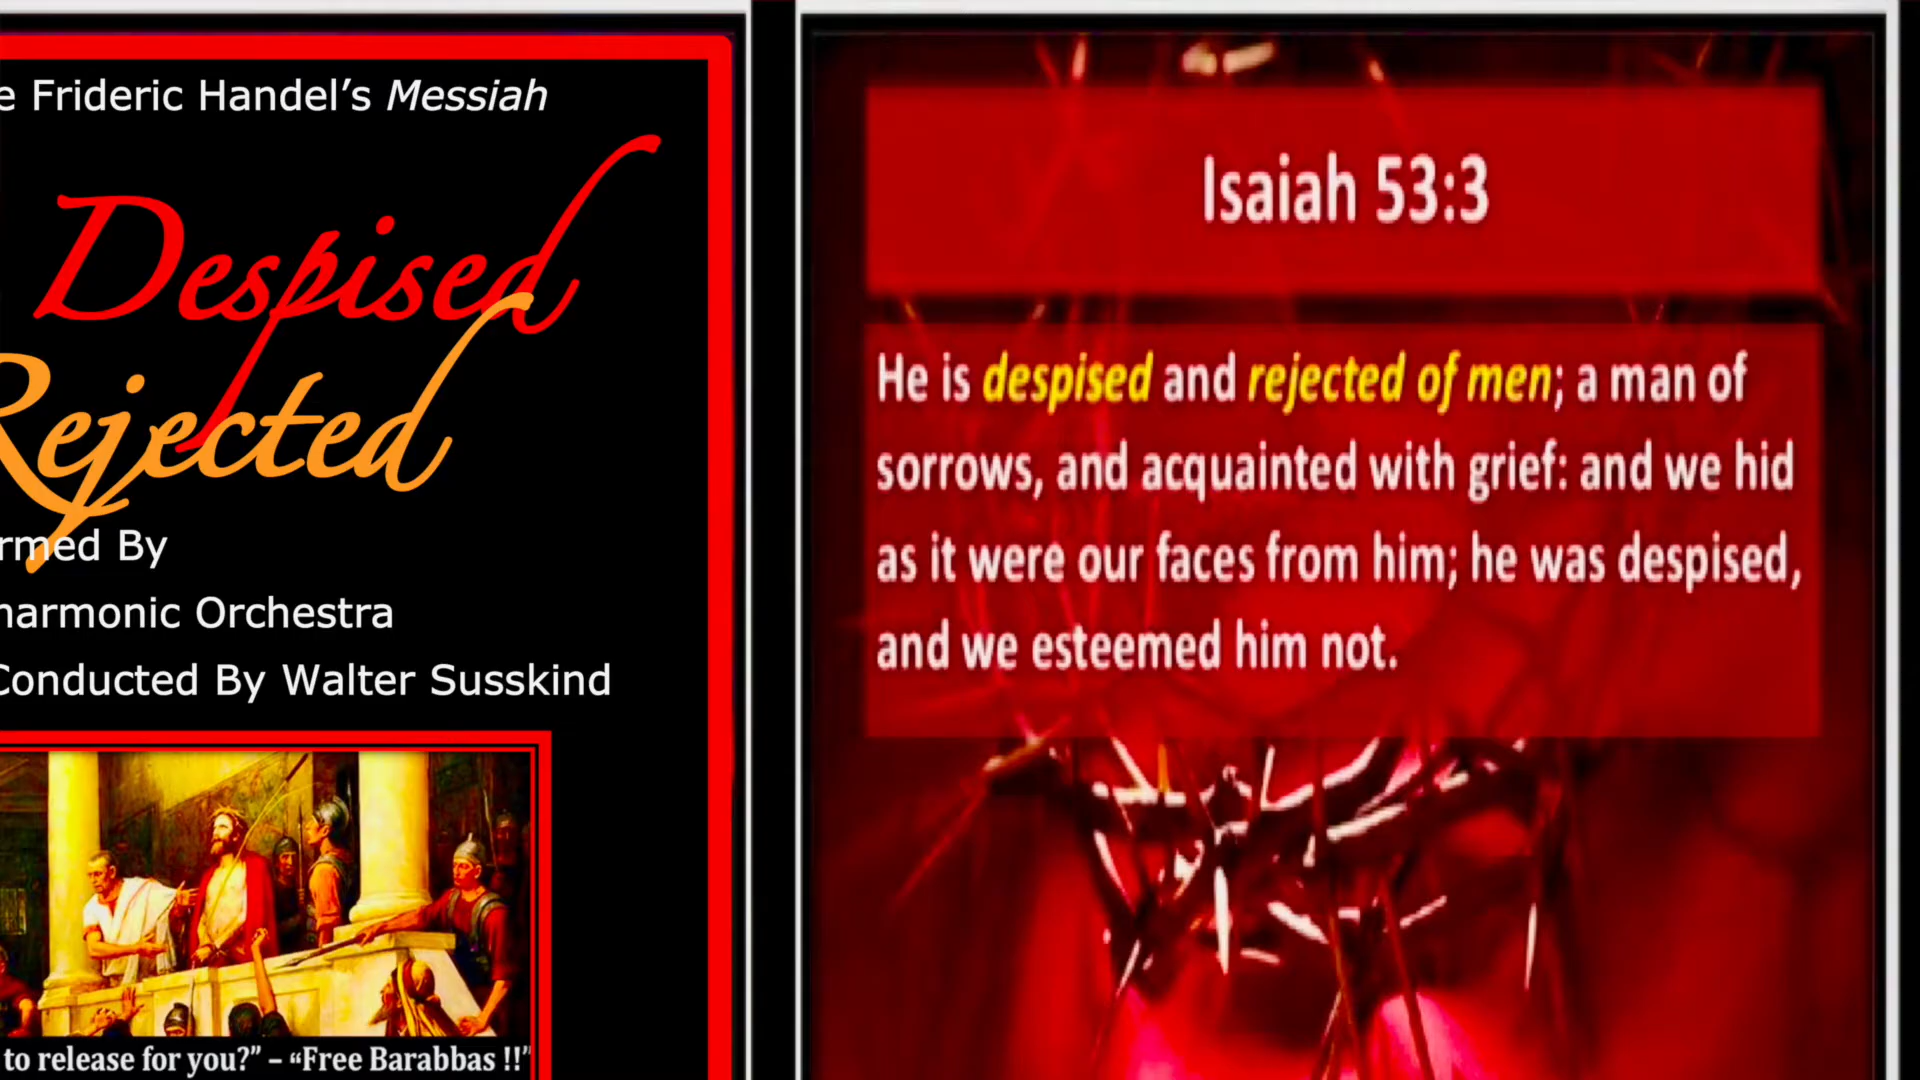 e Frideric Handel's Messiah
Despised
Rejected
rmed By
harmonic Orchestra
Conducted By Walter Susskind
to release for you?” – “Free Barabbas !!”
Isaiah 53:3
He is despised and rejected of men; a man of
sorrows, and acquainted with grief: and we hid
as it were our faces from him; he was despised,
and we esteemed him not.